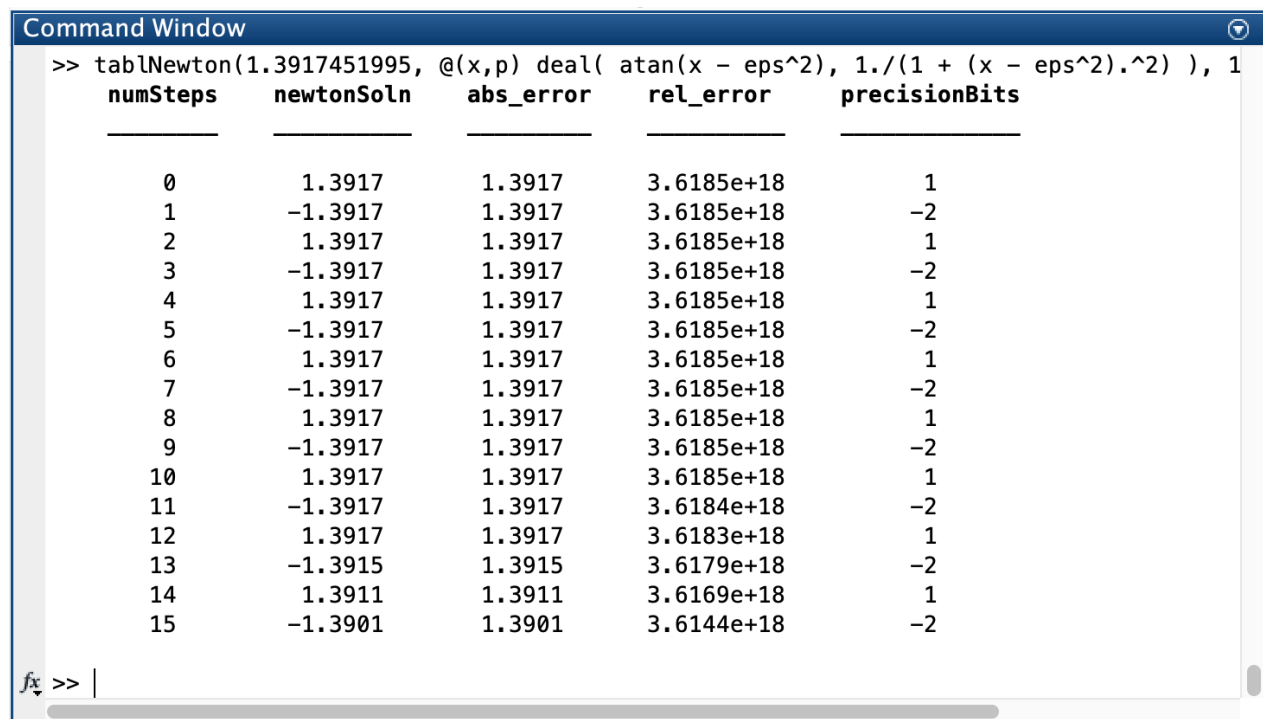 Command Window
>> tablNewton(1.3917451995, @(x,p) deal( atan(x - eps^2), 1./(1 + (x - eps^2).^2) ), 1
numSteps newtonSoln abs_error rel_error precisionBits
0 1.3917 1.3917 3.6185e+18 1
1 -1.3917 1.3917 3.6185e+18 -2
2 1.3917 1.3917 3.6185e+18 1
3 -1.3917 1.3917 3.6185e+18 -2
4 1.3917 1.3917 3.6185e+18 1
5 -1.3917 1.3917 3.6185e+18 -2
6 1.3917 1.3917 3.6185e+18 1
7 -1.3917 1.3917 3.6185e+18 -2
8 1.3917 1.3917 3.6185e+18 1
9 -1.3917 1.3917 3.6185e+18 -2
10 1.3917 1.3917 3.6185e+18 1
11 -1.3917 1.3917 3.6184e+18 -2
12 1.3917 1.3917 3.6183e+18 1
13 -1.3915 1.3915 3.6179e+18 -2
14 1.3911 1.3911 3.6169e+18 1
15 -1.3901 1.3901 3.6144e+18 -2
fx >>